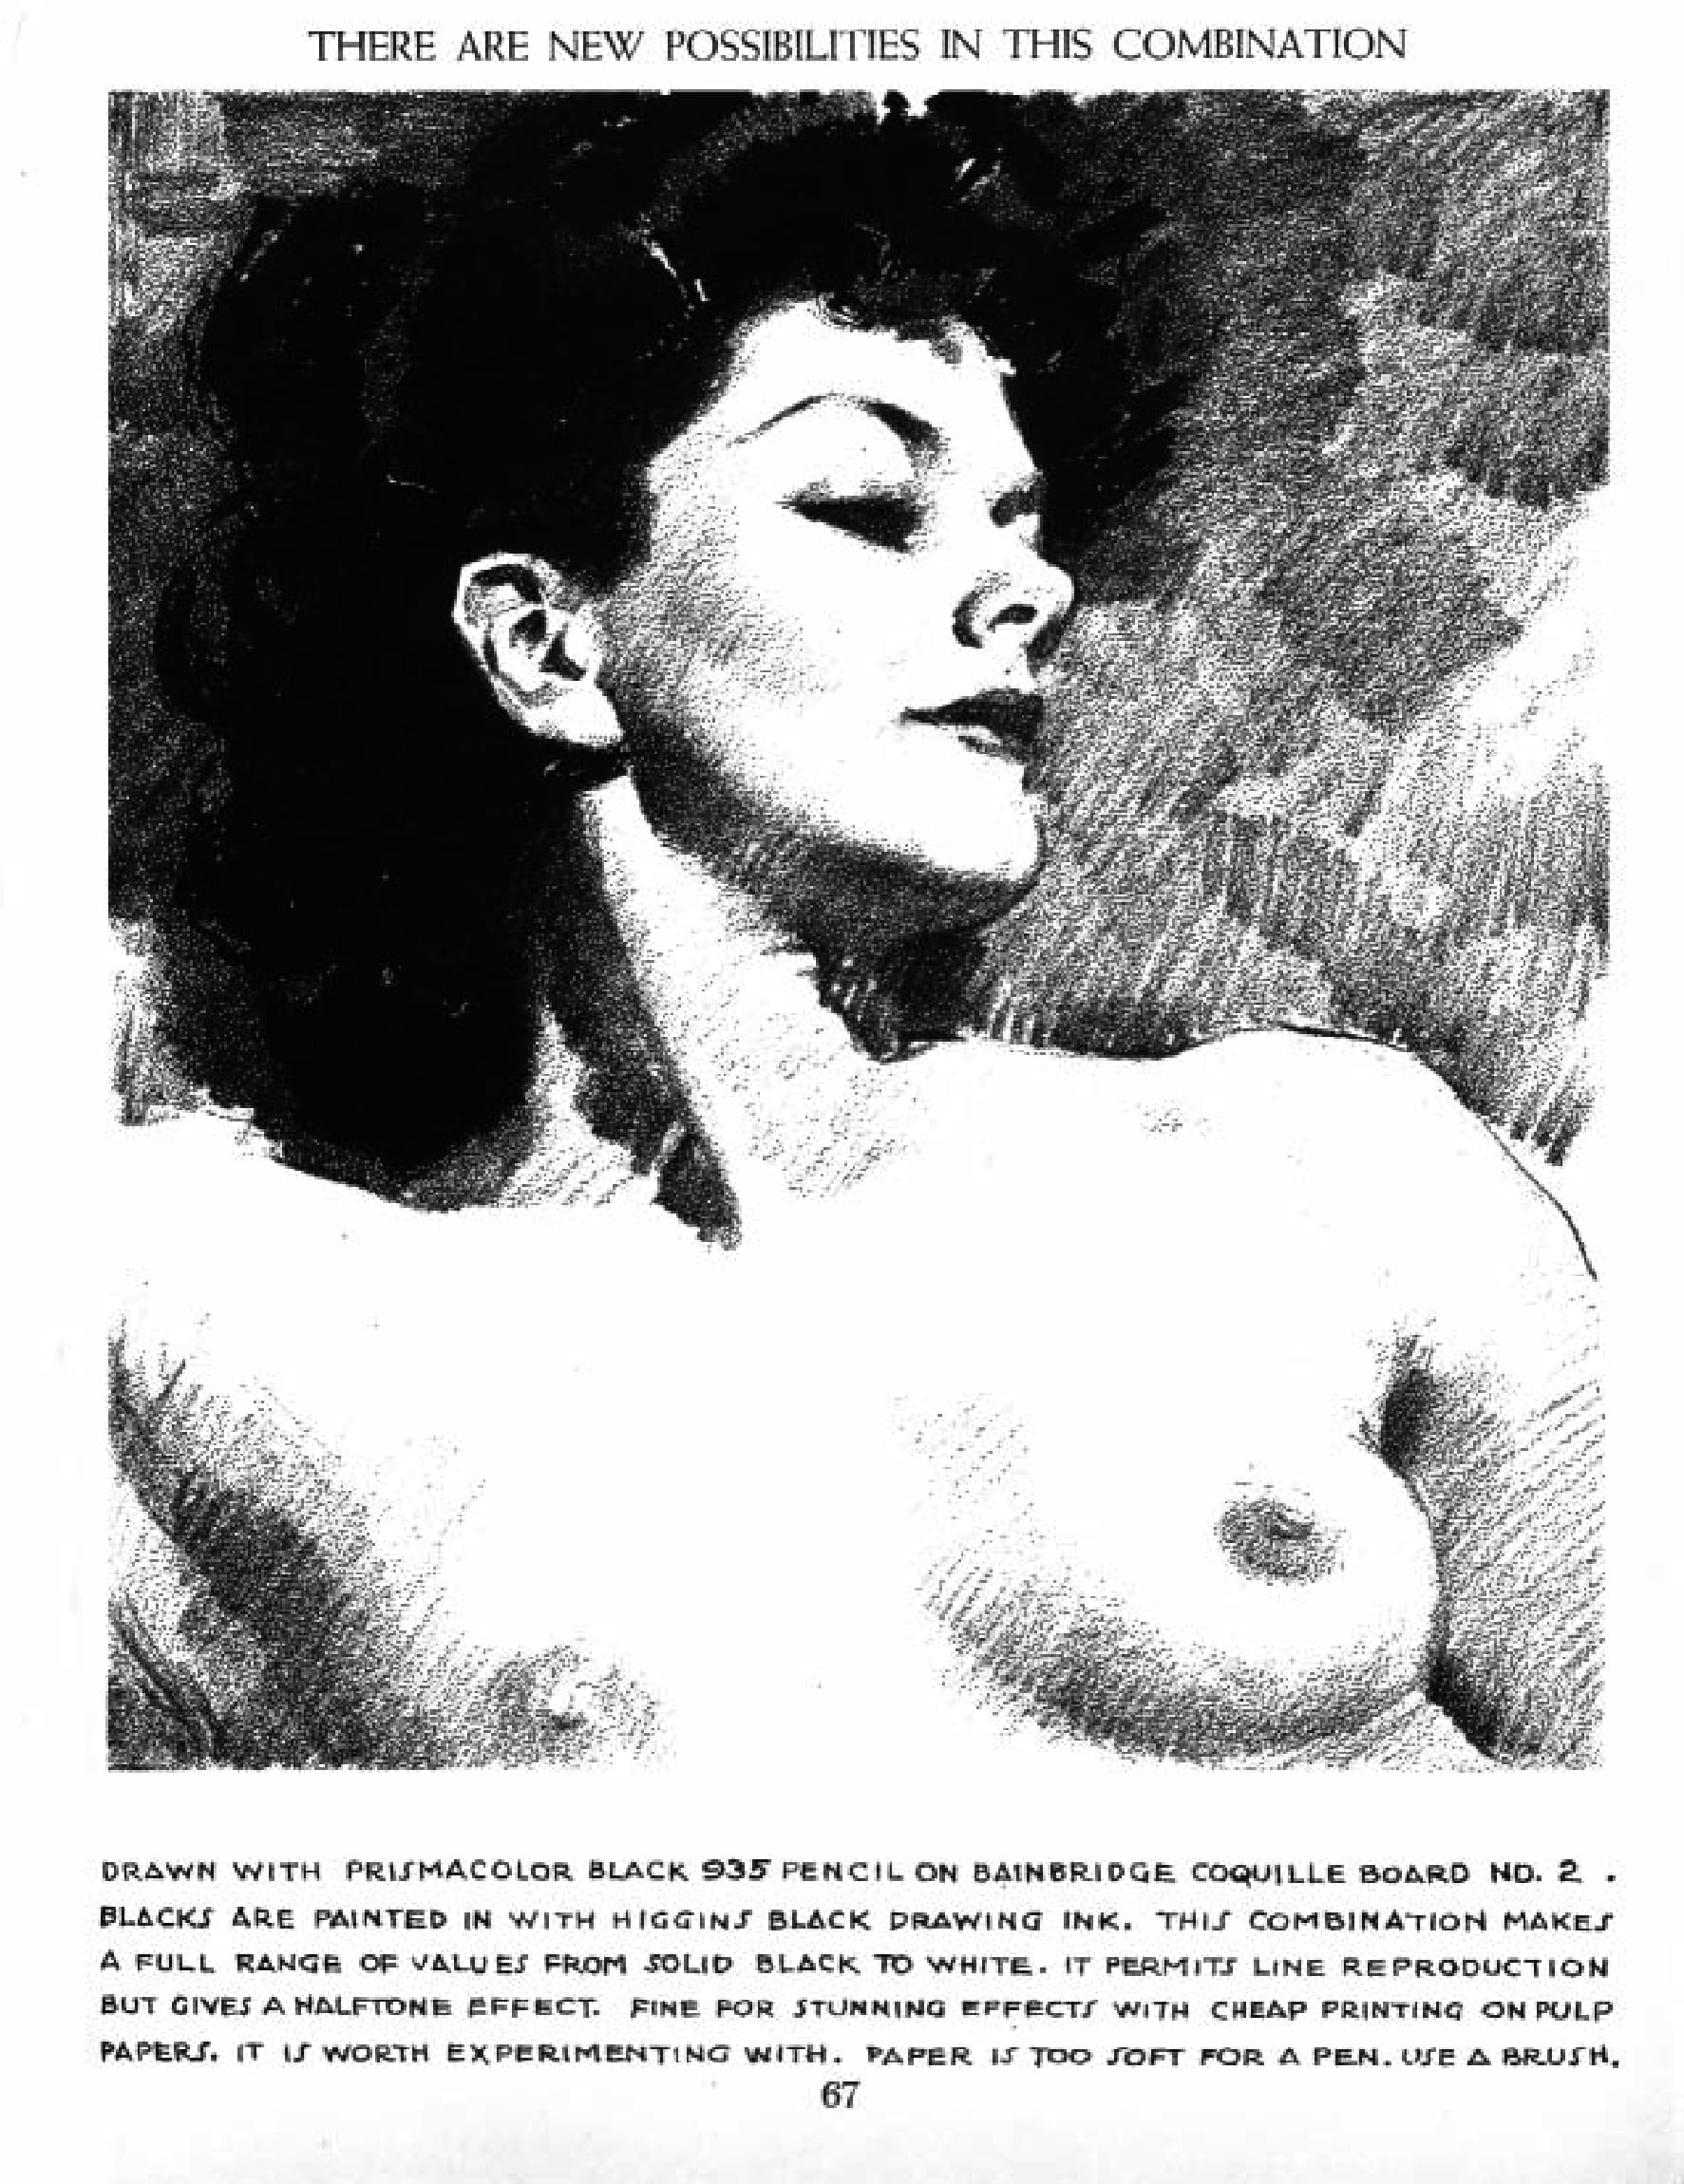 THERE ARE NEW POSSIBILITIES IN THIS COMBINATION
DRAWN WITH PRISMACOLOR BLACK 935 PENCIL ON BAINBRIDGE COQUILLE BOARD NO. 2 .
BLACKS ARE PAINTED IN WITH HIGGINS BLACK DRAWING INK. THIS COMBINATION MAKES
A FULL RANGE OF VALUES FROM SOLID BLACK TO WHITE. IT PERMITS LINE REPRODUCTION
BUT GIVES A HALFTONE EFFECT. FINE FOR STUNNING EFFECTS WITH CHEAP PRINTING ON PULP
PAPERS. IT IS WORTH EXPERIMENTING WITH. PAPER IS TOO SOFT FOR A PEN. USE A BRUSH.
67